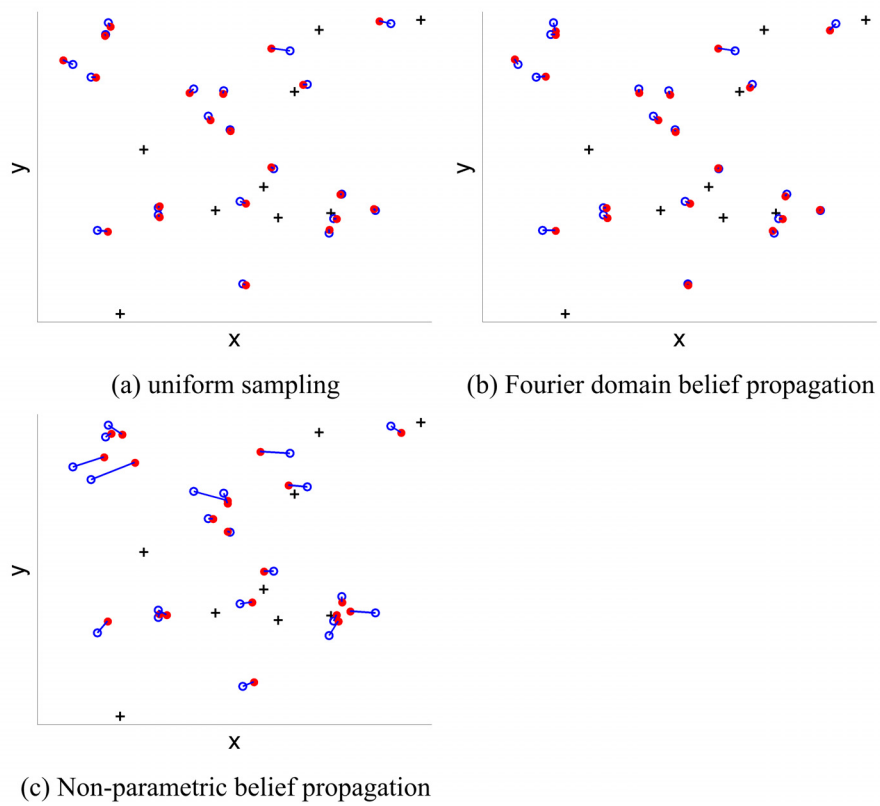 y
y
x
x
(a) uniform sampling
(b) Fourier domain belief propagation
y
x
(c) Non-parametric belief propagation